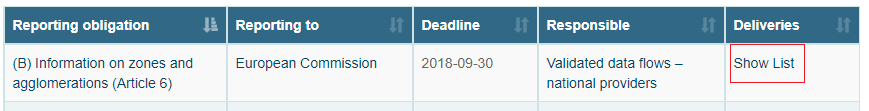 Reporting obligation Reporting to Deadline Responsible Deliveries
(B) Information on zones and European Commission 2018-09-30 Validated data flows – Show List
agglomerations (Article 6) national providers